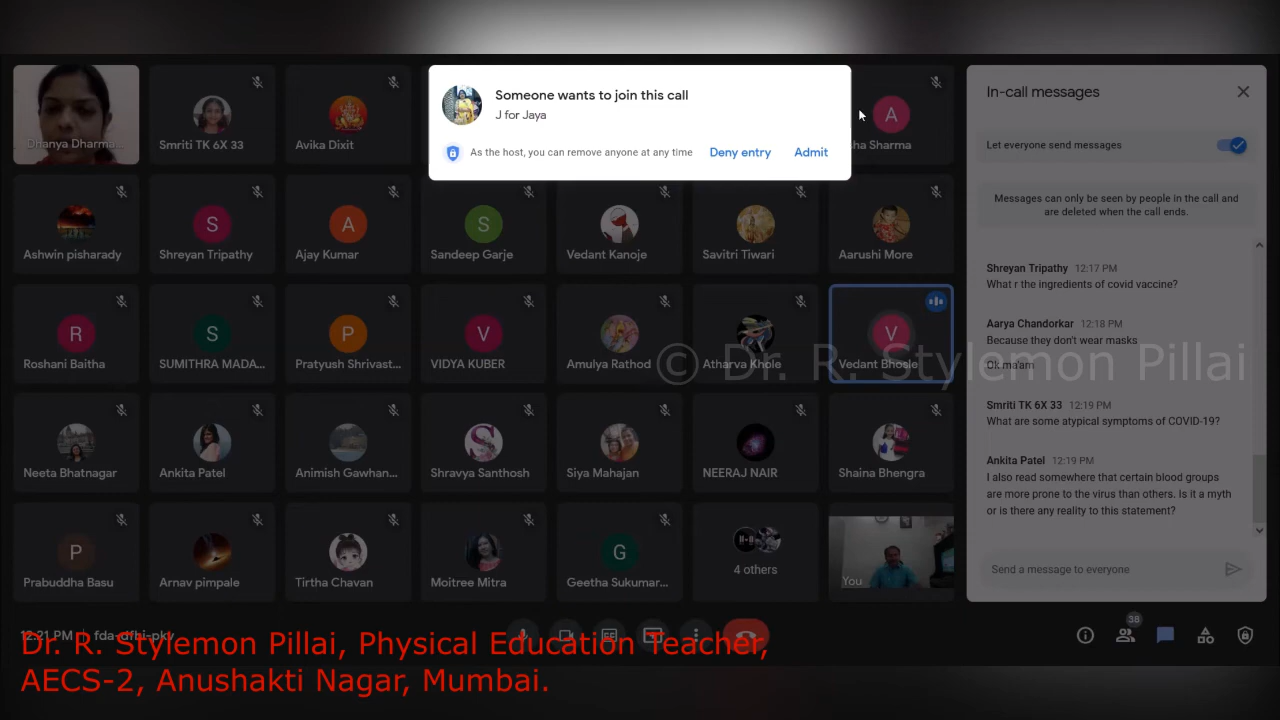 Someone wants to join this call
J for Jaya
As the host, you can remove anyone at any time
Deny entry
Admit
Dhanya Dharma...
Smriti TK 6X 33
Avika Dixit
A
Sharma
Ashwin pisharady
S
Shreyan Tripathy
A
Ajay Kumar
S
Sandeep Garje
Vedant Kanoje
Savitri Tiwari
Aarushi More
R
Roshani Baitha
S
SUMITHRA MADA...
P
Pratyush Shrivast...
V
VIDYA KUBER
Amulya Rathod
Atharva Khole
V
Vedant Bhosle
Neeta Bhatnagar
Ankita Patel
Animish Gawhan...
Shravya Santhosh
Siya Mahajan
NEERAJ NAIR
Shaina Bhengra
P
Prabuddha Basu
Arnav pimpale
Tirtha Chavan
Moitree Mitra
G
Geetha Sukumar...
4 others
You
In-call messages
Let everyone send messages
Messages can only be seen by people in the call and
are deleted when the call ends.
Shreyan Tripathy 12:17 PM
What r the ingredients of covid vaccine?
Aarya Chandorkar 12:18 PM
Because they don't wear masks
Ok ma'am
Smriti TK 6X 33 12:19 PM
What are some atypical symptoms of COVID-19?
Ankita Patel 12:19 PM
I also read somewhere that certain blood groups
are more prone to the virus than others. Is it a myth
or is there any reality to this statement?
Send a message to everyone
© Dr. R. Stylemon Pillai
12:21 PM
38
Dr. R. Stylemon Pillai, Physical Education Teacher,
AECS-2, Anushakti Nagar, Mumbai.